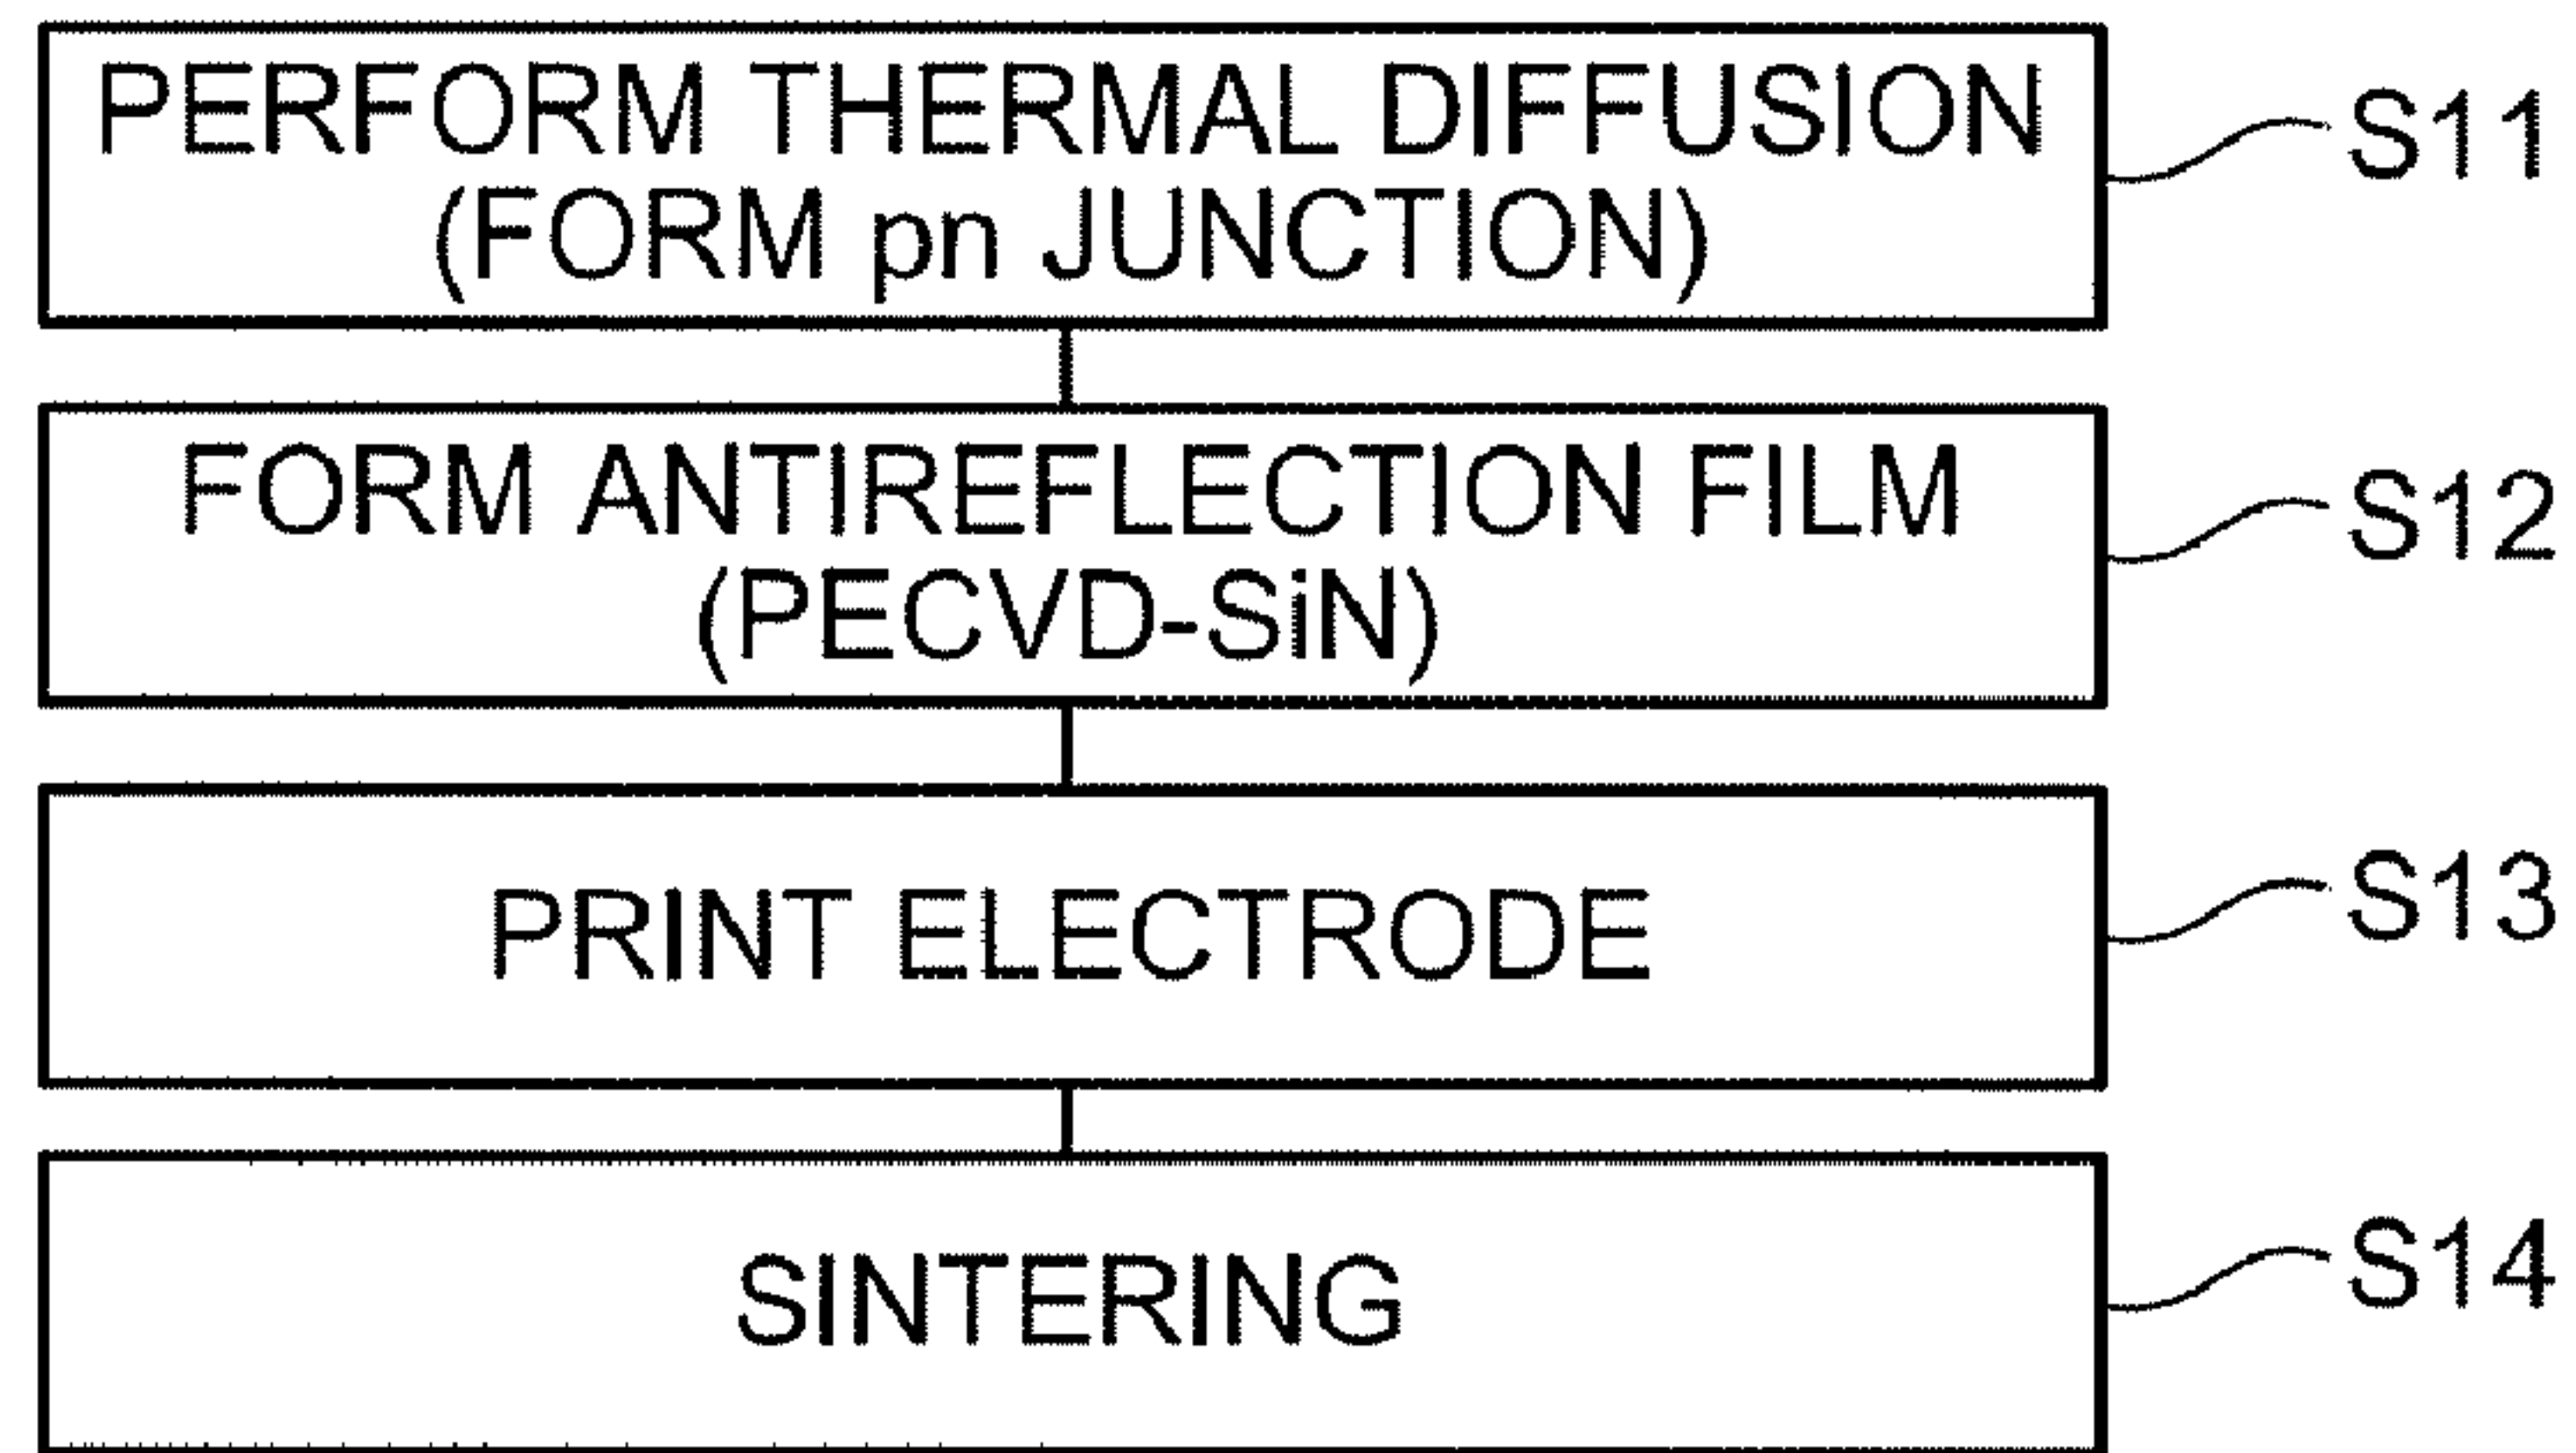 PERFORM THERMAL DIFFUSION
(FORM pn JUNCTION)
S11
FORM ANTIREFLECTION FILM
(PECVD-SiN)
S12
PRINT ELECTRODE
S13
SINTERING
S14